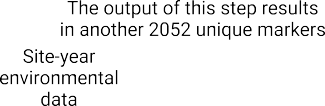 The output of this step results
in another 2052 unique markers
Site-year
environmental
data